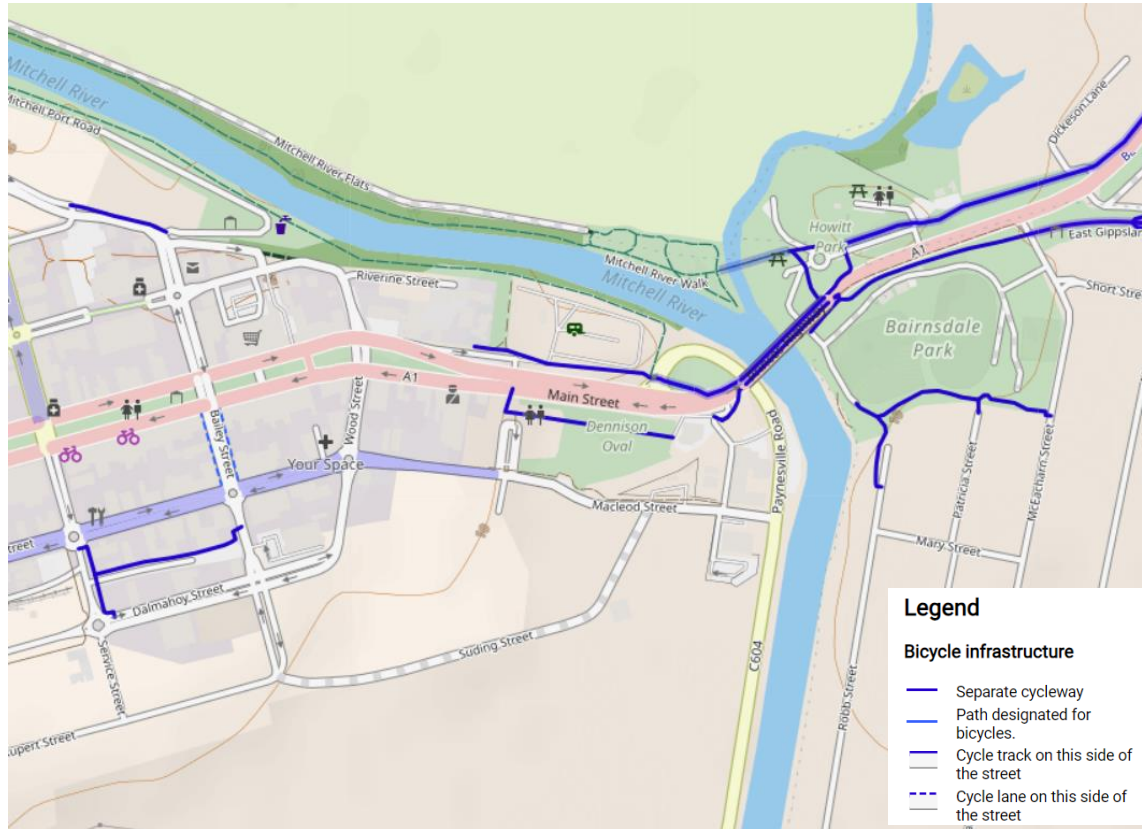 Mitchell River
Mitchell Port Road
Mitchell River Flats
Dickeson Lane
Howitt
Park
East Gippslan
A1
Mitchell River Walk
Mitchell River
Riverine Street
Short Stre
Bairnsdale
Park
A1
Main Street
Dennison
Oval
Wood Street
Bailey Street
Your Space
Paynesville Road
Macleod Street
Patricia Street
McEacharn Street
Mary Street
treet
Dalmahoy Street
Service Street
Suding Street
C604
Robb Street
upert Street
Legend
Bicycle infrastructure
Separate cycleway
Path designated for
bicycles.
Cycle track on this side of
the street
Cycle lane on this side of
the street